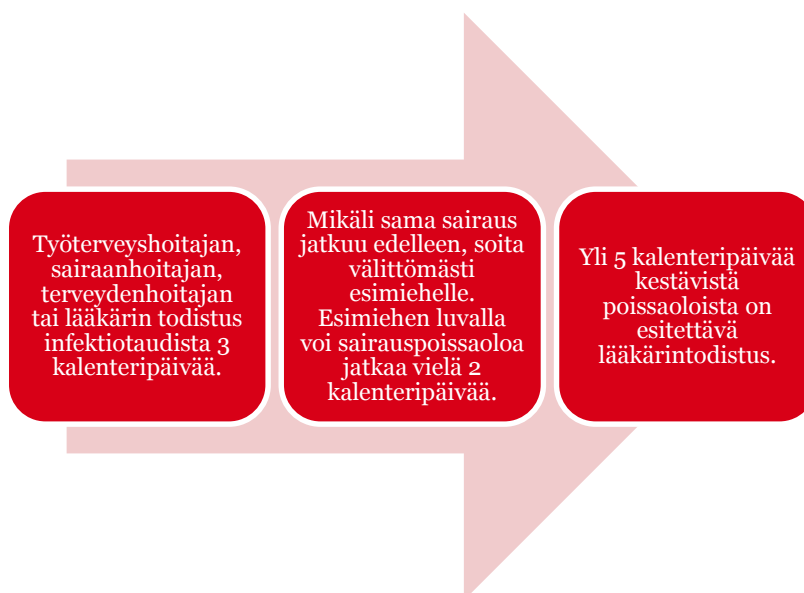 Työterveyshoitajan,
sairaanhoitajan,
terveydenhoitajan
tai lääkärin todistus
infektiotaudista 3
kalenteripäivää.
Mikäli sama sairaus
jatkuu edelleen, soita
välittömästi
esimiehelle.
Esimiehen luvalla
voi sairauspoissaoloa
jatkaa vielä 2
kalenteripäivää.
Yli 5 kalenteripäivää
kestävistä
poissaoloista on
esitettävä
lääkärintodistus.